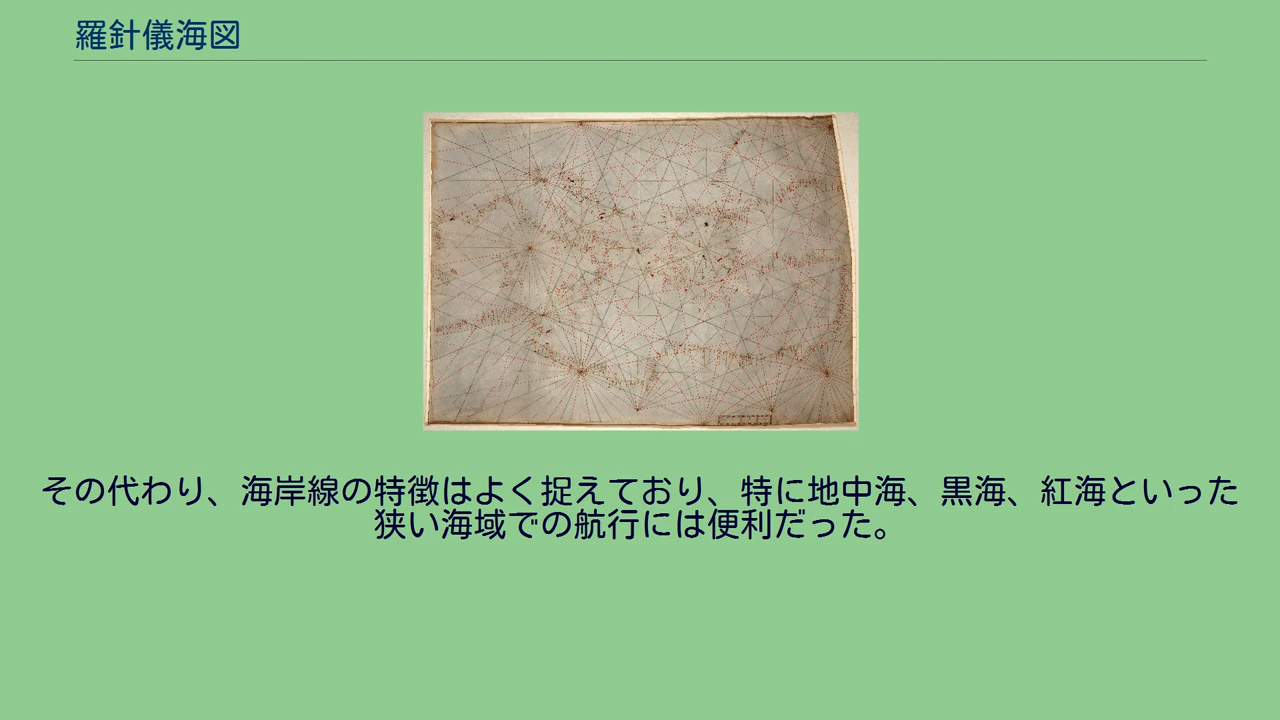 羅針儀海図
その代わり、海岸線の特徴はよく捉えており、特に地中海、黒海、紅海といった
狭い海域での航行には便利だった。